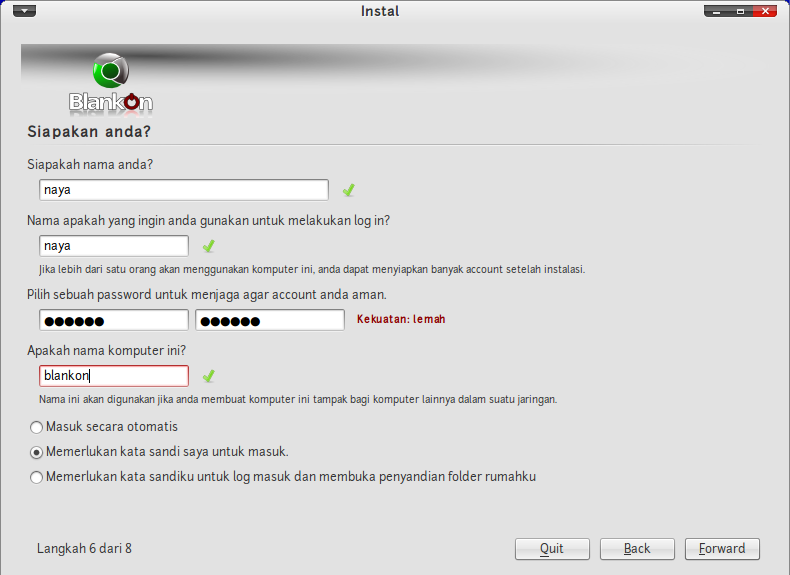 Instal
BlankOn
Siapakan anda?
Siapakah nama anda?
naya
Nama apakah yang ingin anda gunakan untuk melakukan log in?
naya
Jika lebih dari satu orang akan menggunakan komputer ini, anda dapat menyiapkan banyak account setelah instalasi.
Pilih sebuah password untuk menjaga agar account anda aman.
●●●●●● ●●●●●● Kekuatan: lemah
Apakah nama komputer ini?
blankon
Nama ini akan digunakan jika anda membuat komputer ini tampak bagi komputer lainnya dalam suatu jaringan.
Masuk secara otomatis
Memerlukan kata sandi saya untuk masuk.
Memerlukan kata sandiku untuk log masuk dan membuka penyandian folder rumahku
Langkah 6 dari 8 Quit Back Forward